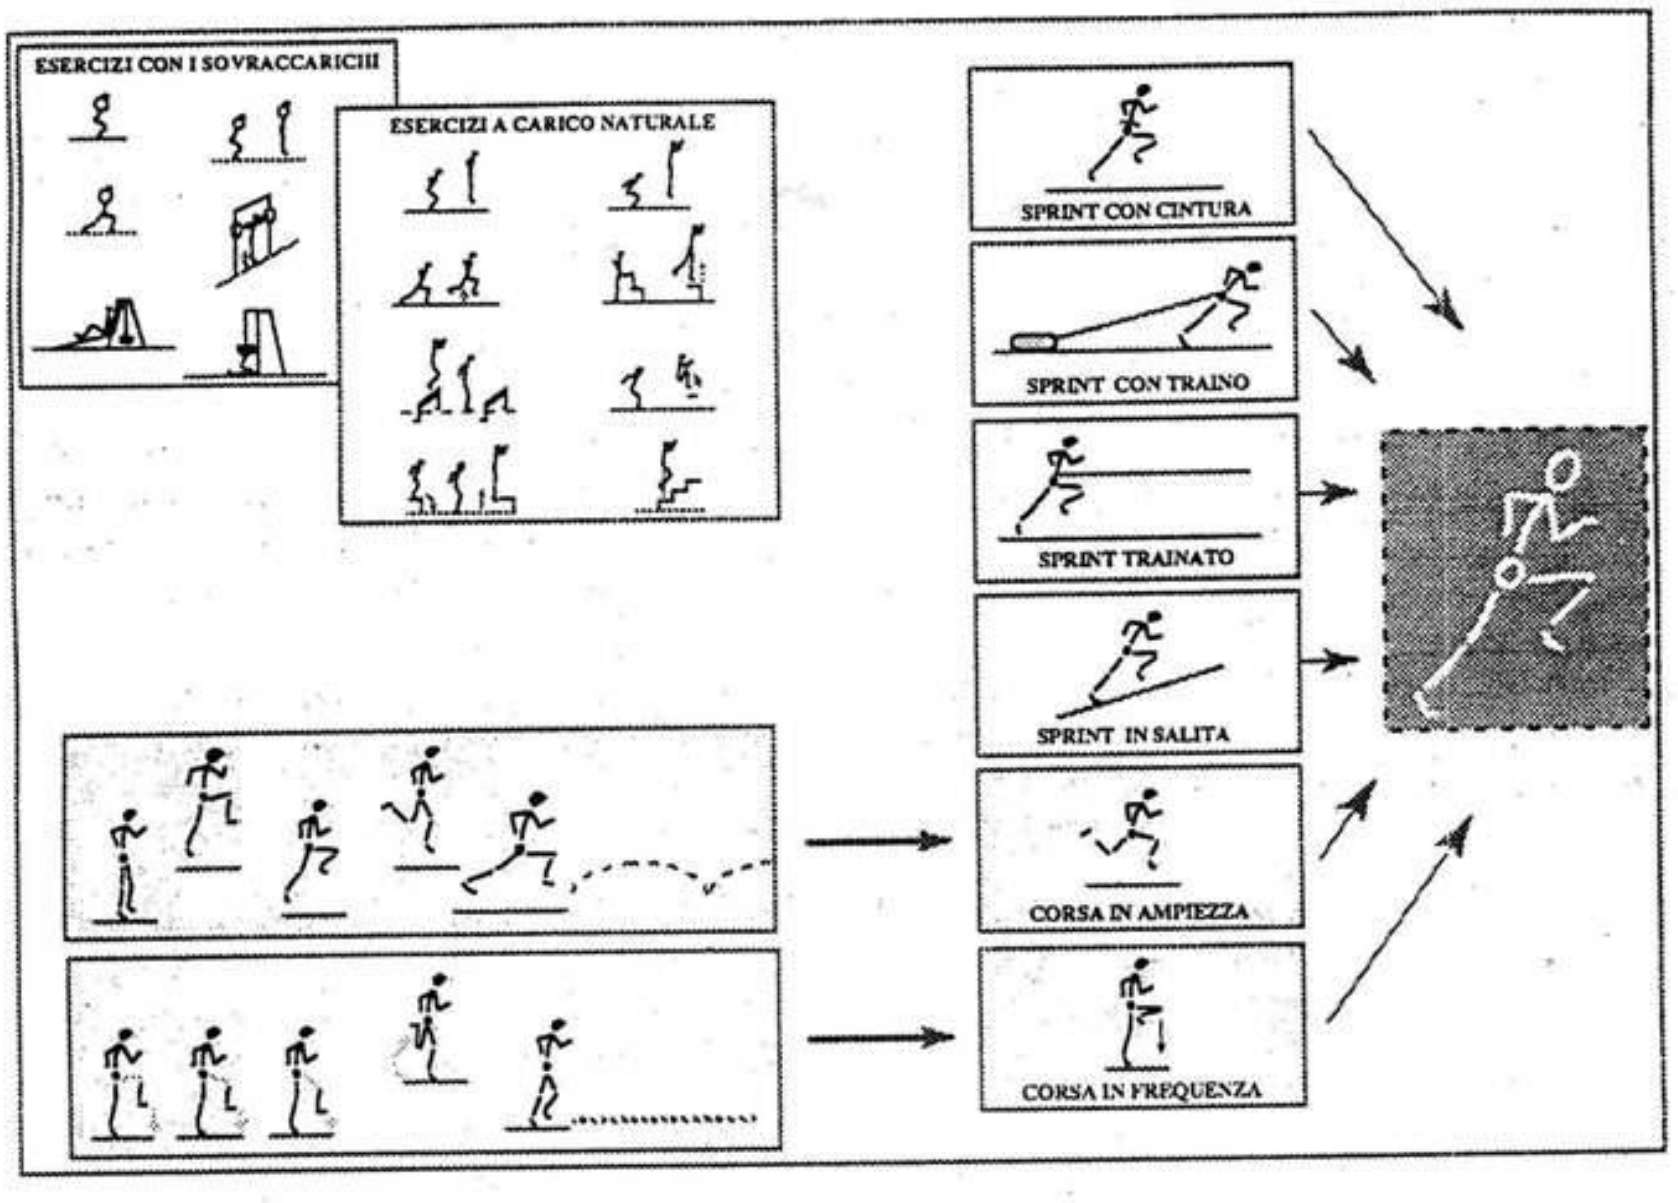 ESERCIZI CON I SOVRACCARICHI
ESERCIZI A CARICO NATURALE
SPRINT CON CINTURA
SPRINT CON TRAINO
SPRINT TRAINATO
SPRINT IN SALITA
CORSA IN AMPIEZZA
CORSA IN FREQUENZA